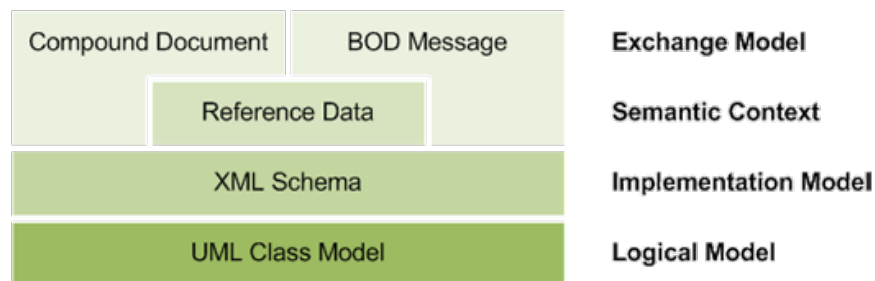 Compound Document BOD Message Exchange Model
Reference Data Semantic Context
XML Schema Implementation Model
UML Class Model Logical Model